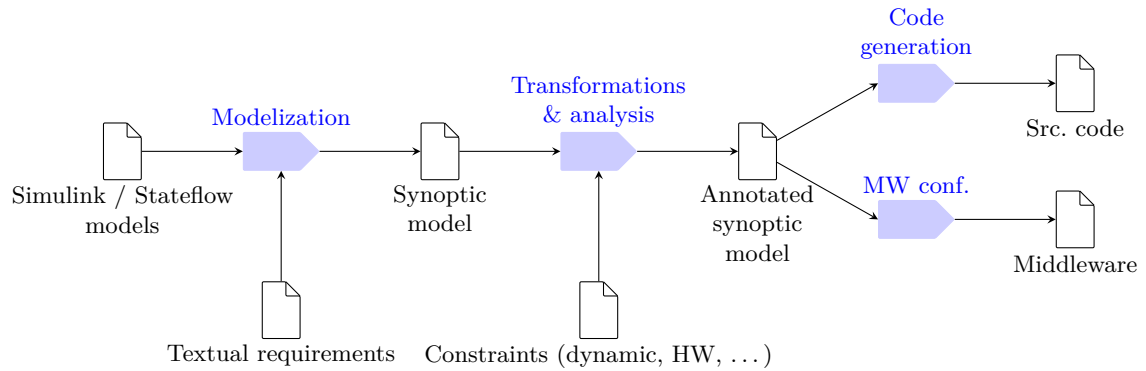 Code
generation
Transformations
& analysis
Modelization
Src. code
Simulink / Stateflow
models
Synoptic
model
Annotated
synoptic
model
MW conf.
Middleware
Textual requirements
Constraints (dynamic, HW, ...)